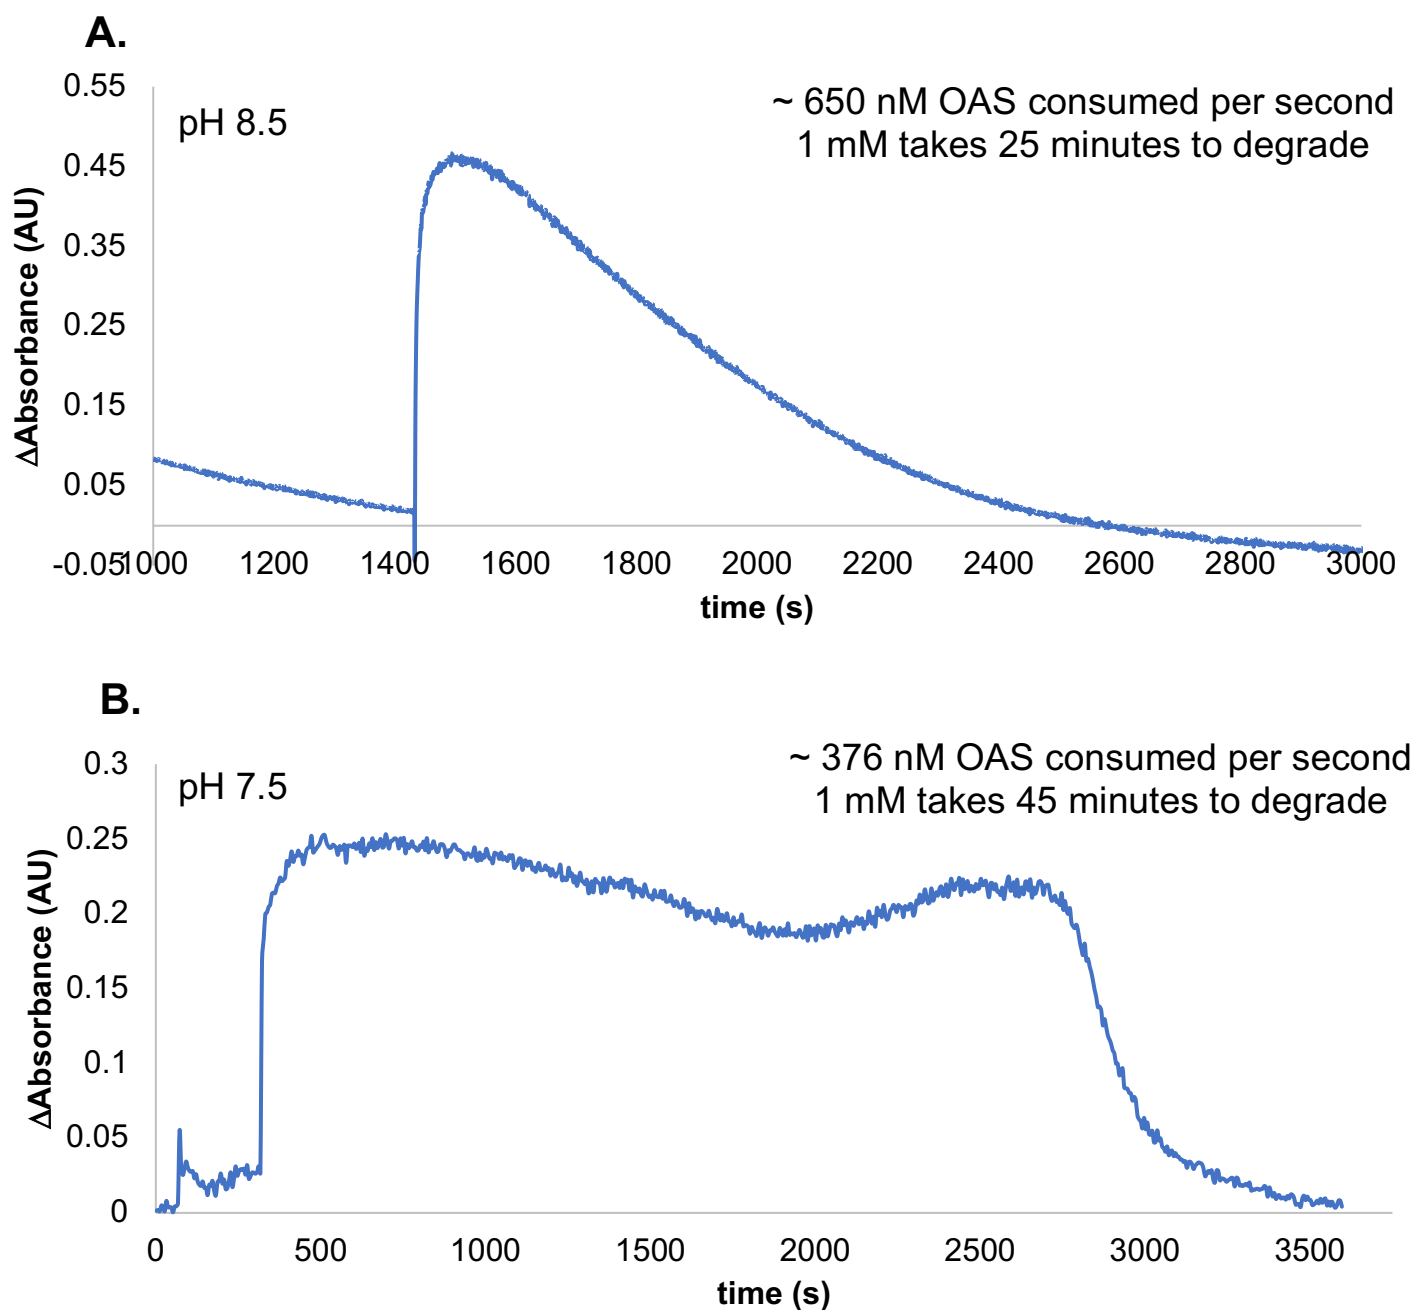 A.
0.55
0.45
0.35
0.25
0.15
0.05
-0.05
ΔAbsorbance (AU)
pH 8.5
~ 650 nM OAS consumed per second
1 mM takes 25 minutes to degrade
1000 1200 1400 1600 1800 2000 2200 2400 2600 2800 3000
time (s)
B.
0.3
0.25
0.2
0.15
0.1
0.05
0
ΔAbsorbance (AU)
pH 7.5
~ 376 nM OAS consumed per second
1 mM takes 45 minutes to degrade
0 500 1000 1500 2000 2500 3000 3500
time (s)